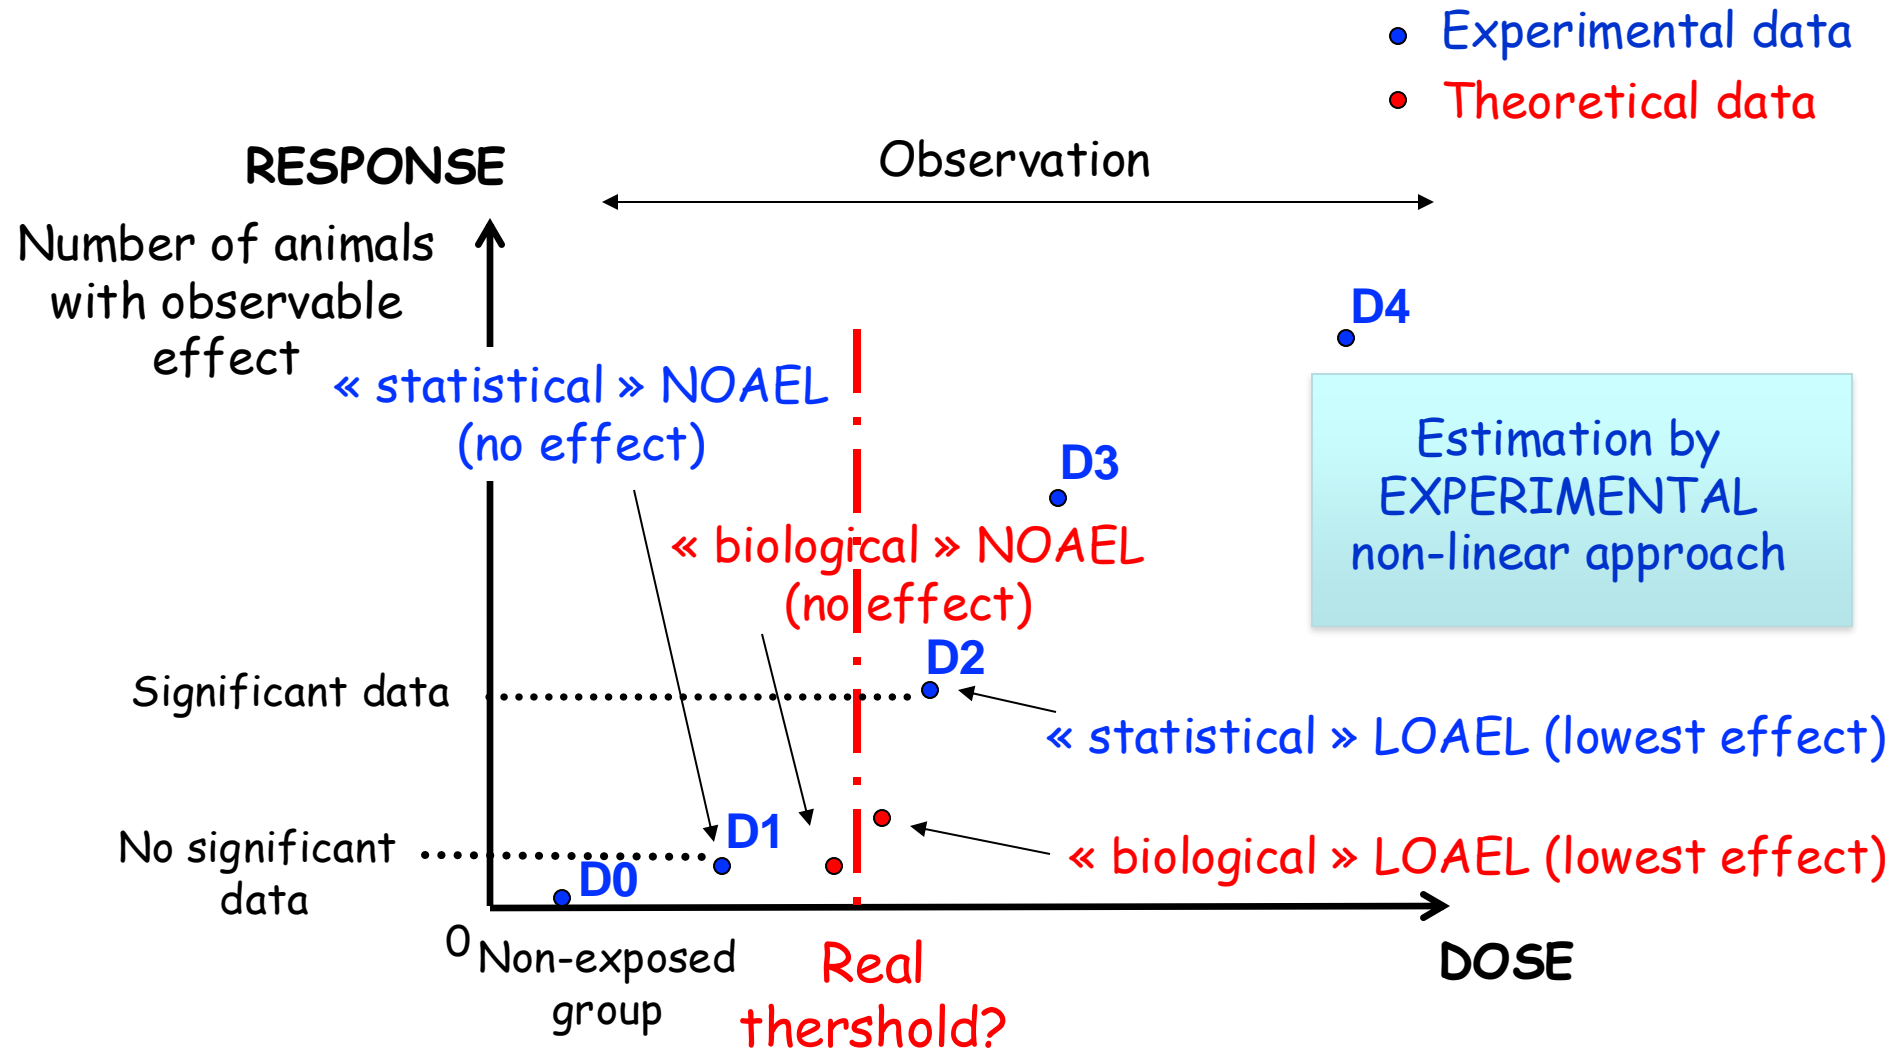 Experimental data
Theoretical data
RESPONSE
Observation
Number of animals
with observable
effect
« statistical » NOAEL
(no effect)
D4
D3
Estimation by
EXPERIMENTAL
non-linear approach
« biological » NOAEL
(no effect)
D2
Significant data
« statistical » LOAEL (lowest effect)
D1
No significant
data
D0
« biological » LOAEL (lowest effect)
0
Non-exposed
group
Real
thershold?
DOSE